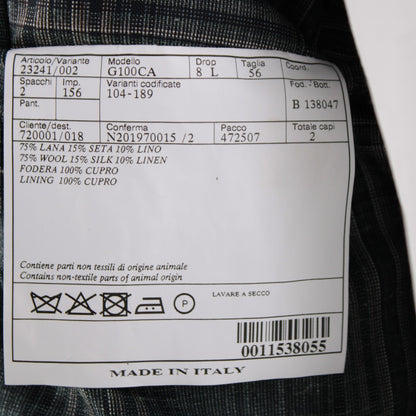 Articolo/Variante Modello Drop Taglia Coord.
23241/002 G100CA 8 L 56
Spacchi Imp. Varianti codificate Fod. - Bott.
2 156 104-189
Pant. B 138047
Cliente/dest. Conferma Pacco Totale capi
720001/018 N201970015 /2 472507 2
75% LANA 15% SETA 10% LINO
75% WOOL 15% SILK 10% LINEN
FODERA 100% CUPRO
LINING 100% CUPRO
Contiene parti non tessili di origine animale
Contains non-textile parts of animal origin
LAVARE A SECCO
P
0011538055
MADE IN ITALY